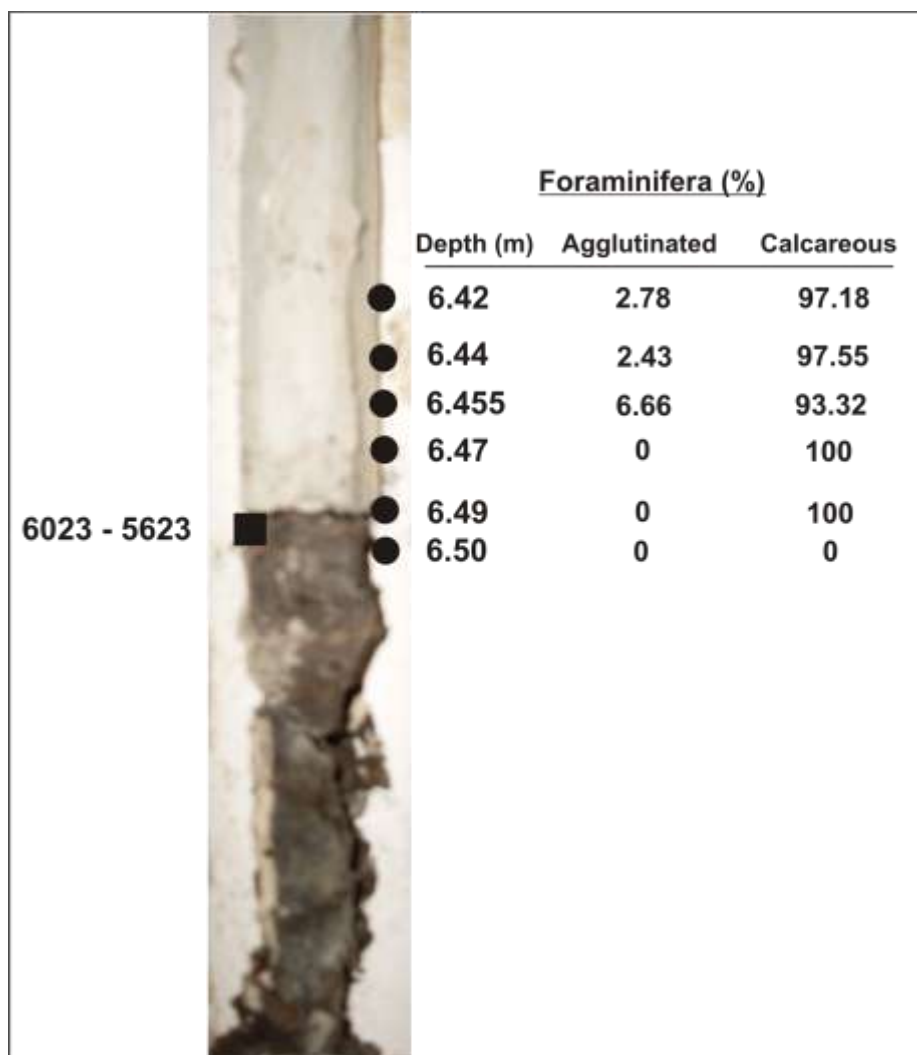 Foraminifera (%)
Depth (m) Agglutinated Calcareous
6.42 2.78 97.18
6.44 2.43 97.55
6.455 6.66 93.32
6.47 0 100
6.49 0 100
6023 - 5623
6.50 0 0